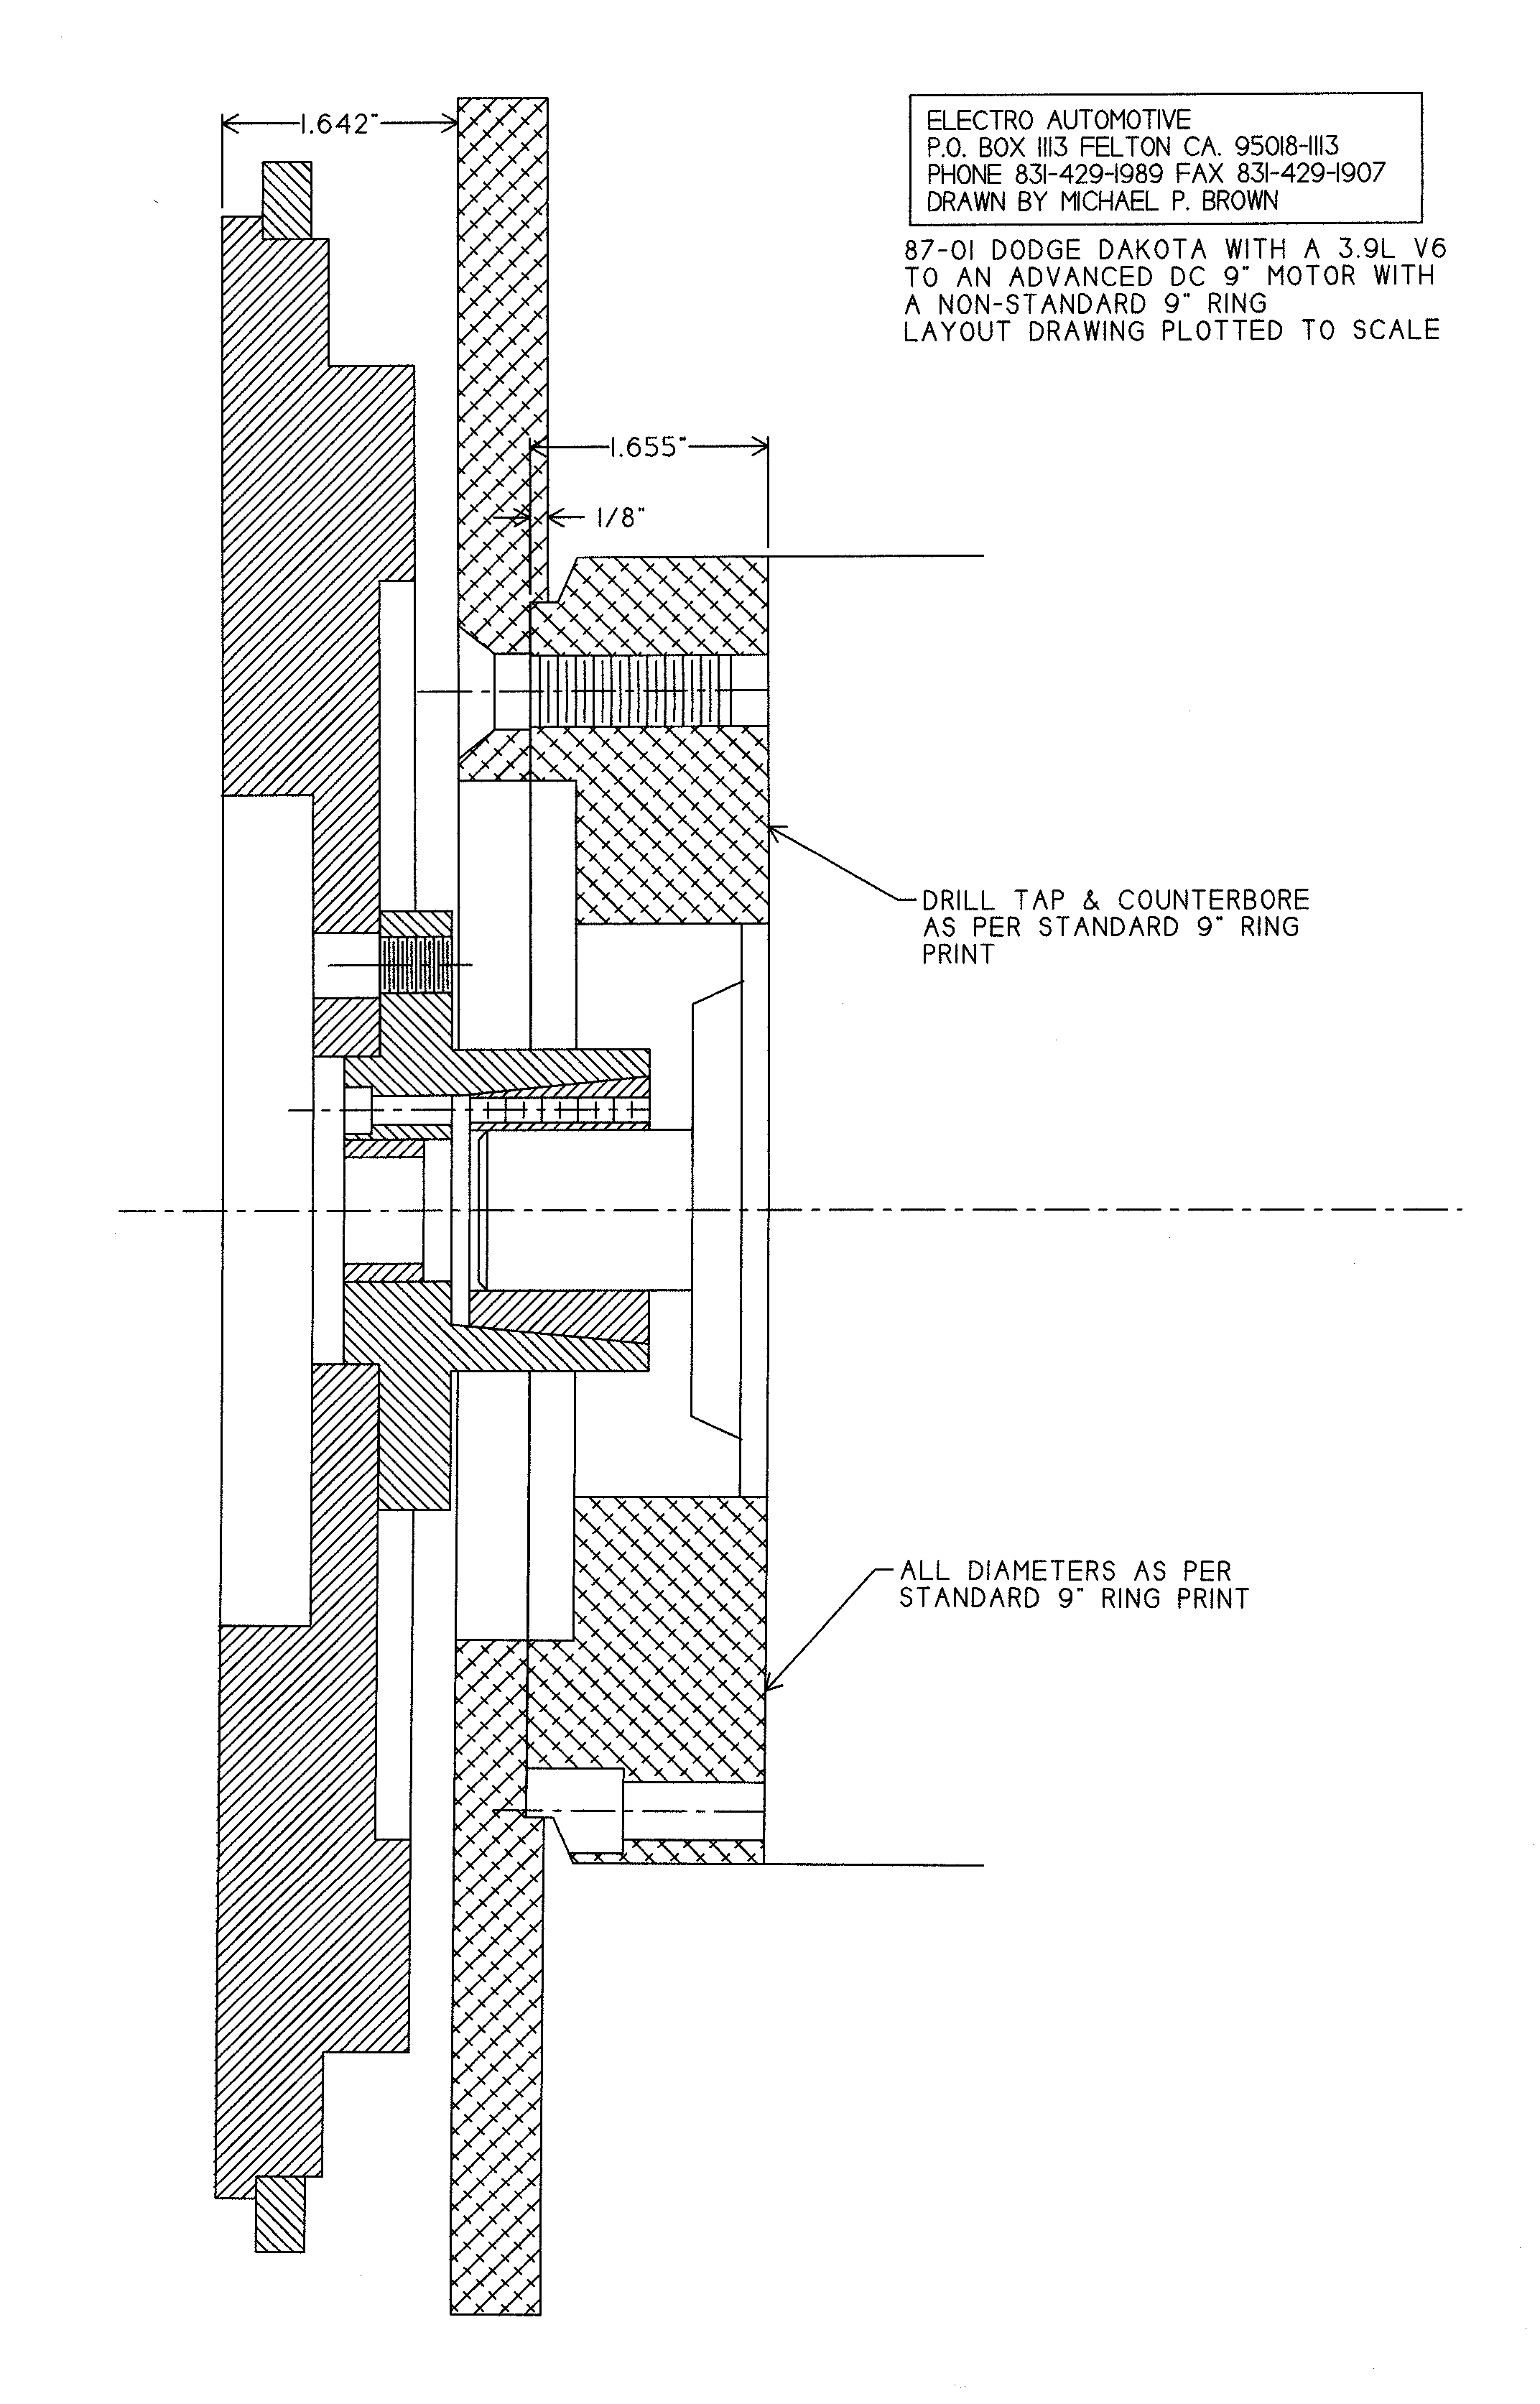 1.642"
ELECTRO AUTOMOTIVE
P.O. BOX 1113 FELTON CA. 95018-1113
PHONE 831-429-1989 FAX 831-429-1907
DRAWN BY MICHAEL P. BROWN
87-01 DODGE DAKOTA WITH A 3.9L V6
TO AN ADVANCED DC 9" MOTOR WITH
A NON-STANDARD 9" RING
LAYOUT DRAWING PLOTTED TO SCALE
1.655"
1/8"
DRILL TAP & COUNTERBORE
AS PER STANDARD 9" RING
PRINT
ALL DIAMETERS AS PER
STANDARD 9" RING PRINT